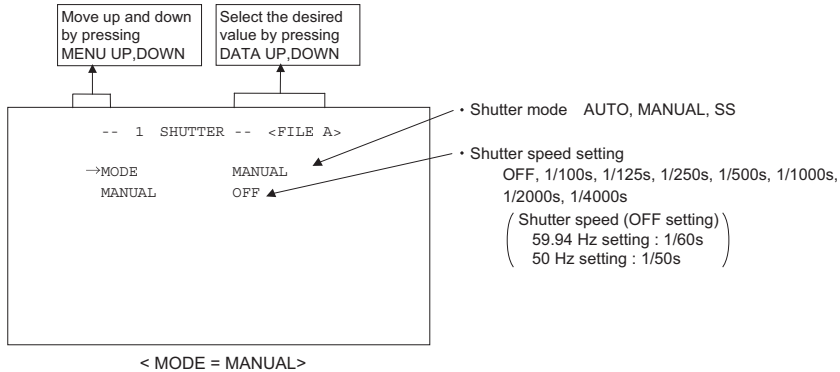 Move up and down
by pressing
MENU UP,DOWN
Select the desired
value by pressing
DATA UP,DOWN
-- 1 SHUTTER -- <FILE A>
→MODE MANUAL
MANUAL OFF
・Shutter mode AUTO, MANUAL, SS
・Shutter speed setting
OFF, 1/100s, 1/125s, 1/250s, 1/500s, 1/1000s,
1/2000s, 1/4000s
Shutter speed (OFF setting)
59.94 Hz setting : 1/60s
50 Hz setting : 1/50s
< MODE = MANUAL>